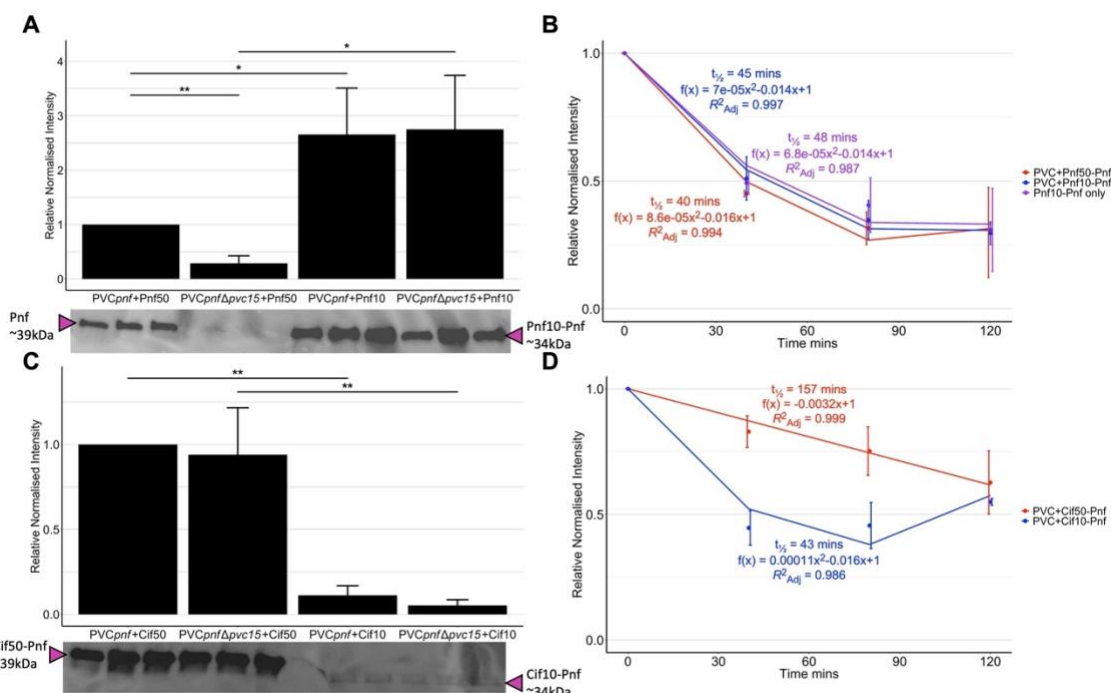 A
Relative Normalised Intensity
4
3
2
1
0
*
*
**
PVCpnf+Pnf50
PVCpnfΔpvc15+Pnf50
PVCpnf+Pnf10
PVCpnfΔpvc15+Pnf10
Pnf
~39kDa
Pnf10-Pnf
~34kDa
B
Relative Normalised Intensity
1.0
0.5
0.0
t½ = 45 mins
f(x) = 7e-05x²-0.014x+1
R²Adj = 0.997
t½ = 48 mins
f(x) = 6.8e-05x²-0.014x+1
R²Adj = 0.987
t½ = 40 mins
f(x) = 8.6e-05x²-0.016x+1
R²Adj = 0.994
PVC+Pnf50-Pnf
PVC+Pnf10-Pnf
Pnf10-Pnf only
0 30 60 90 120
Time mins
C
Relative Normalised Intensity
1.0
0.5
0.0
**
**
PVCpnf+Cif50
PVCpnfΔpvc15+Cif50
PVCpnf+Cif10
PVCpnfΔpvc15+Cif10
if50-Pnf
39kDa
Cif10-Pnf
~34kDa
D
Relative Normalised Intensity
1.0
0.5
0.0
t½ = 157 mins
f(x) = -0.0032x+1
R²Adj = 0.999
t½ = 43 mins
f(x) = 0.00011x²-0.016x+1
R²Adj = 0.986
PVC+Cif50-Pnf
PVC+Cif10-Pnf
0 30 60 90 120
Time mins